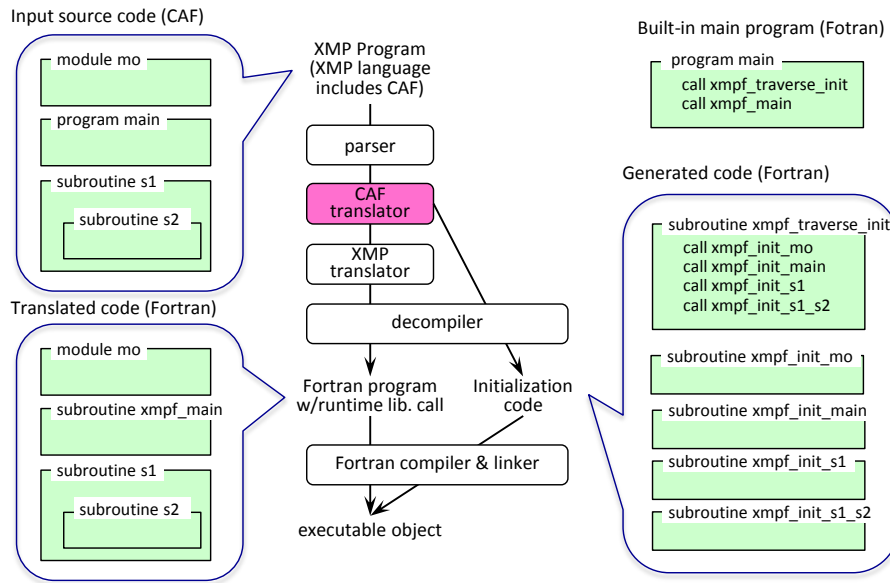 Input source code (CAF)
module mo
program main
subroutine s1
subroutine s2
Translated code (Fortran)
module mo
subroutine xmpf_main
subroutine s1
subroutine s2
XMP Program
(XMP language
includes CAF)
parser
CAF
translator
XMP
translator
decompiler
Fortran program
w/runtime lib. call
Initialization
code
Fortran compiler & linker
executable object
Built-in main program (Fotran)
program main
call xmpf_traverse_init
call xmpf_main
Generated code (Fortran)
subroutine xmpf_traverse_init
call xmpf_init_mo
call xmpf_init_main
call xmpf_init_s1
call xmpf_init_s1_s2
subroutine xmpf_init_mo
subroutine xmpf_init_main
subroutine xmpf_init_s1
subroutine xmpf_init_s1_s2